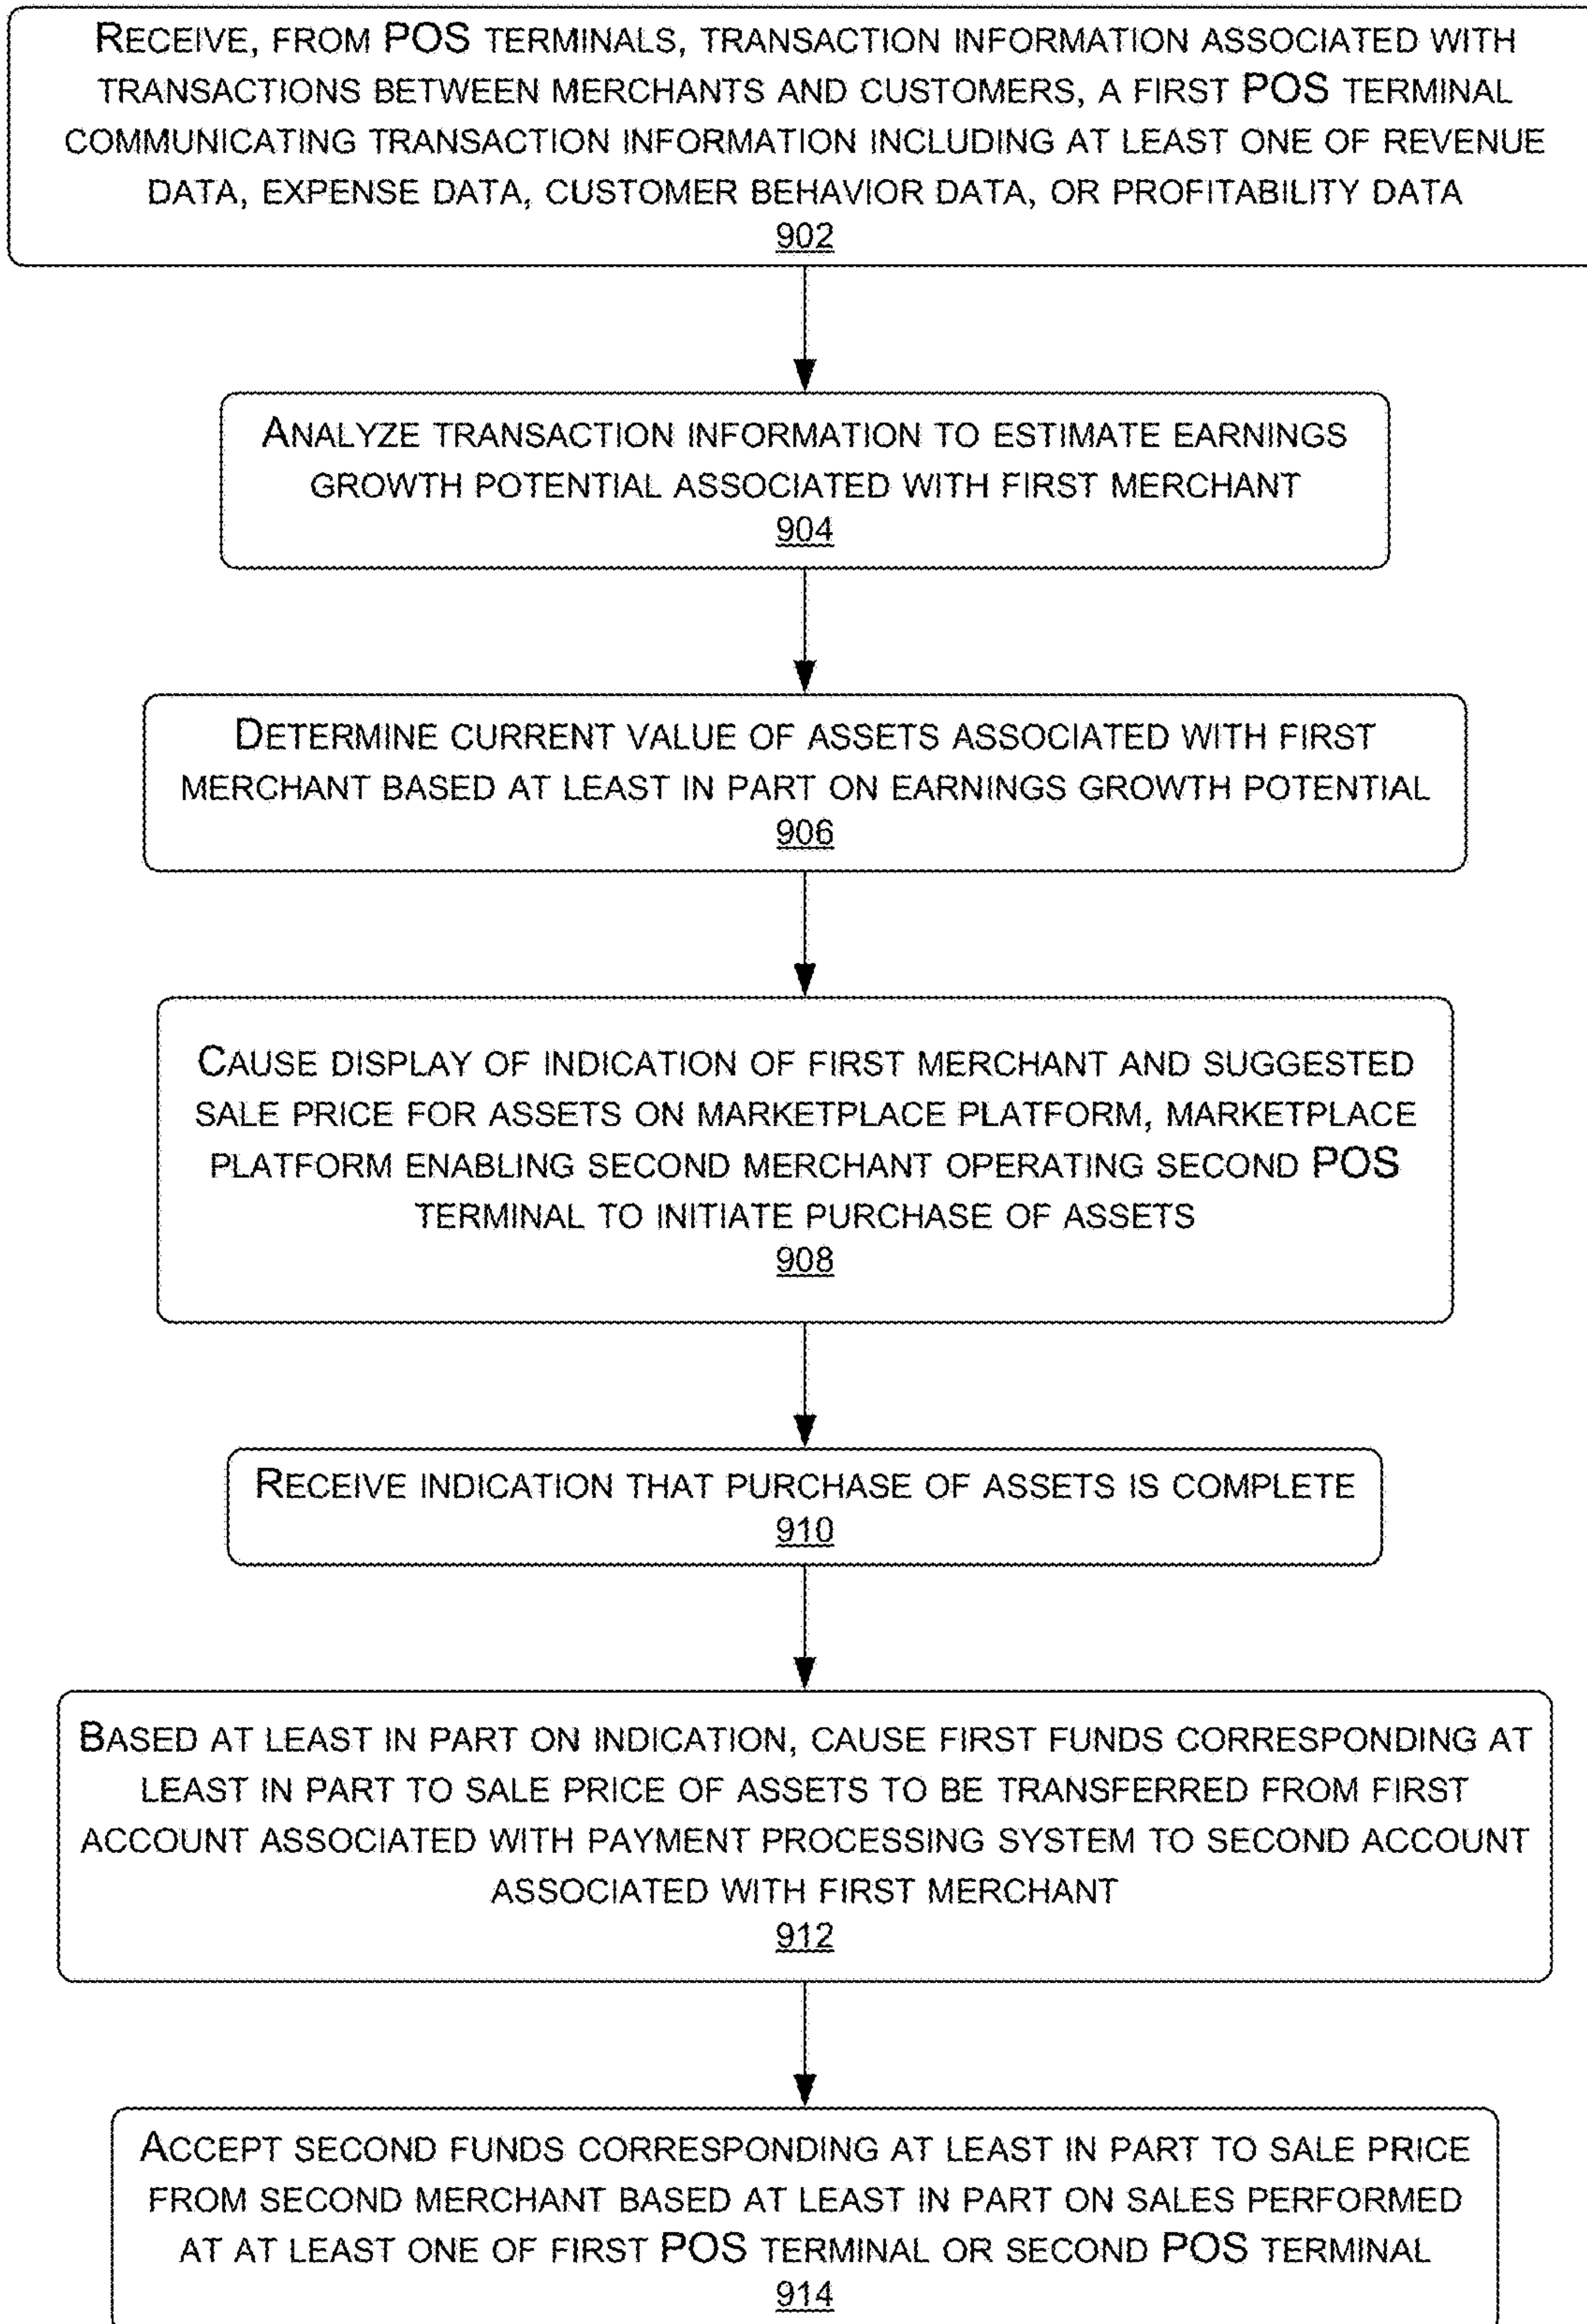 RECEIVE, FROM POS TERMINALS, TRANSACTION INFORMATION ASSOCIATED WITH
TRANSACTIONS BETWEEN MERCHANTS AND CUSTOMERS, A FIRST POS TERMINAL
COMMUNICATING TRANSACTION INFORMATION INCLUDING AT LEAST ONE OF REVENUE
DATA, EXPENSE DATA, CUSTOMER BEHAVIOR DATA, OR PROFITABILITY DATA
902
ANALYZE TRANSACTION INFORMATION TO ESTIMATE EARNINGS
GROWTH POTENTIAL ASSOCIATED WITH FIRST MERCHANT
904
DETERMINE CURRENT VALUE OF ASSETS ASSOCIATED WITH FIRST
MERCHANT BASED AT LEAST IN PART ON EARNINGS GROWTH POTENTIAL
906
CAUSE DISPLAY OF INDICATION OF FIRST MERCHANT AND SUGGESTED
SALE PRICE FOR ASSETS ON MARKETPLACE PLATFORM, MARKETPLACE
PLATFORM ENABLING SECOND MERCHANT OPERATING SECOND POS
TERMINAL TO INITIATE PURCHASE OF ASSETS
908
RECEIVE INDICATION THAT PURCHASE OF ASSETS IS COMPLETE
910
BASED AT LEAST IN PART ON INDICATION, CAUSE FIRST FUNDS CORRESPONDING AT
LEAST IN PART TO SALE PRICE OF ASSETS TO BE TRANSFERRED FROM FIRST
ACCOUNT ASSOCIATED WITH PAYMENT PROCESSING SYSTEM TO SECOND ACCOUNT
ASSOCIATED WITH FIRST MERCHANT
912
ACCEPT SECOND FUNDS CORRESPONDING AT LEAST IN PART TO SALE PRICE
FROM SECOND MERCHANT BASED AT LEAST IN PART ON SALES PERFORMED
AT AT LEAST ONE OF FIRST POS TERMINAL OR SECOND POS TERMINAL
914